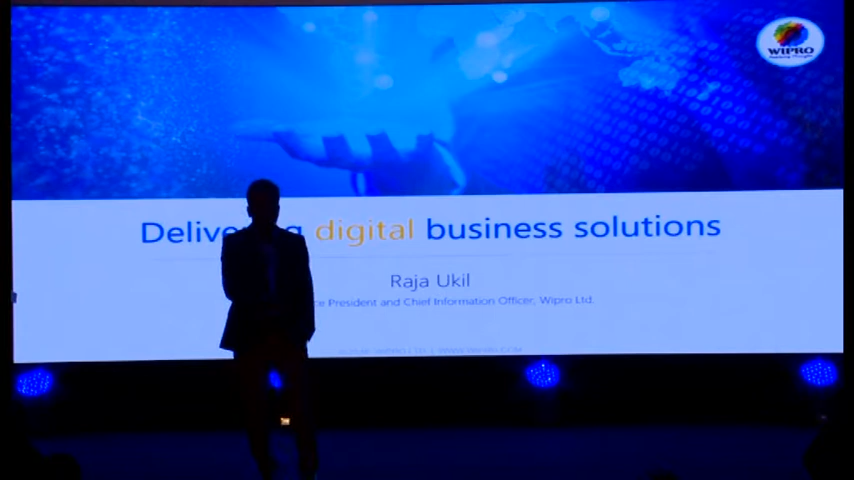 WIPRO
digital business solutions
Raja Ukil
President and Chief Information Officer, Wipro Ltd.